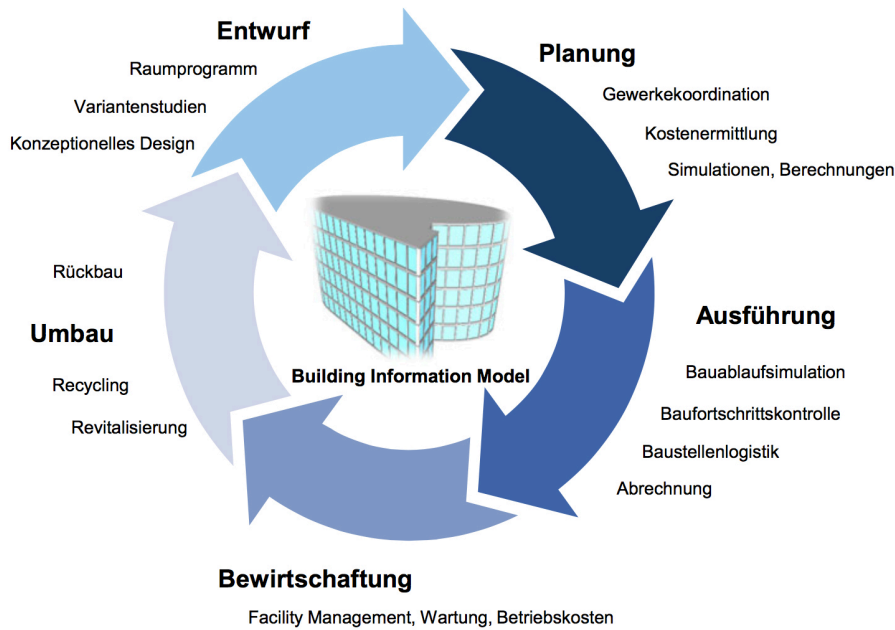 Entwurf
Raumprogramm
Variantenstudien
Konzeptionelles Design
Planung
Gewerkekoordination
Kostenermittlung
Simulationen, Berechnungen
Ausführung
Bauablaufsimulation
Baufortschrittskontrolle
Baustellenlogistik
Abrechnung
Bewirtschaftung
Facility Management, Wartung, Betriebskosten
Rückbau
Umbau
Recycling
Revitalisierung
Building Information Model